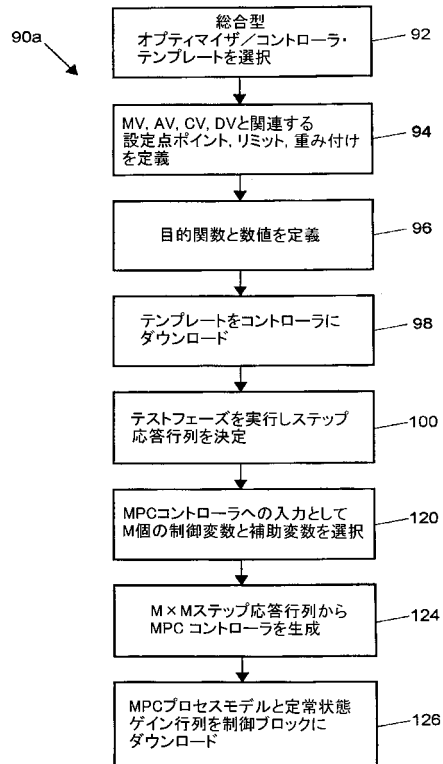 90a
総合型
オプティマイザ／コントローラ・
テンプレートを選択
92
MV, AV, CV, DVと関連する
設定点ポイント, リミット, 重み付け
を定義
94
目的関数と数値を定義
96
テンプレートをコントローラに
ダウンロード
98
テストフェーズを実行しステップ
応答行列を決定
100
MPCコントローラへの入力として
M個の制御変数と補助変数を選択
120
M×Mステップ応答行列から
MPC コントローラを生成
124
MPCプロセスモデルと定常状態
ゲイン行列を制御ブロックに
ダウンロード
126